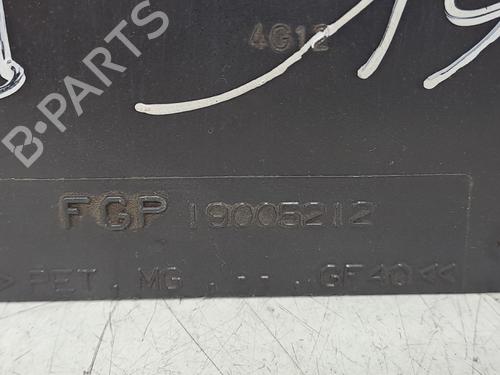 4G12
B-PARTS
FGP 19005212
>PET.MG.--.GF40<<